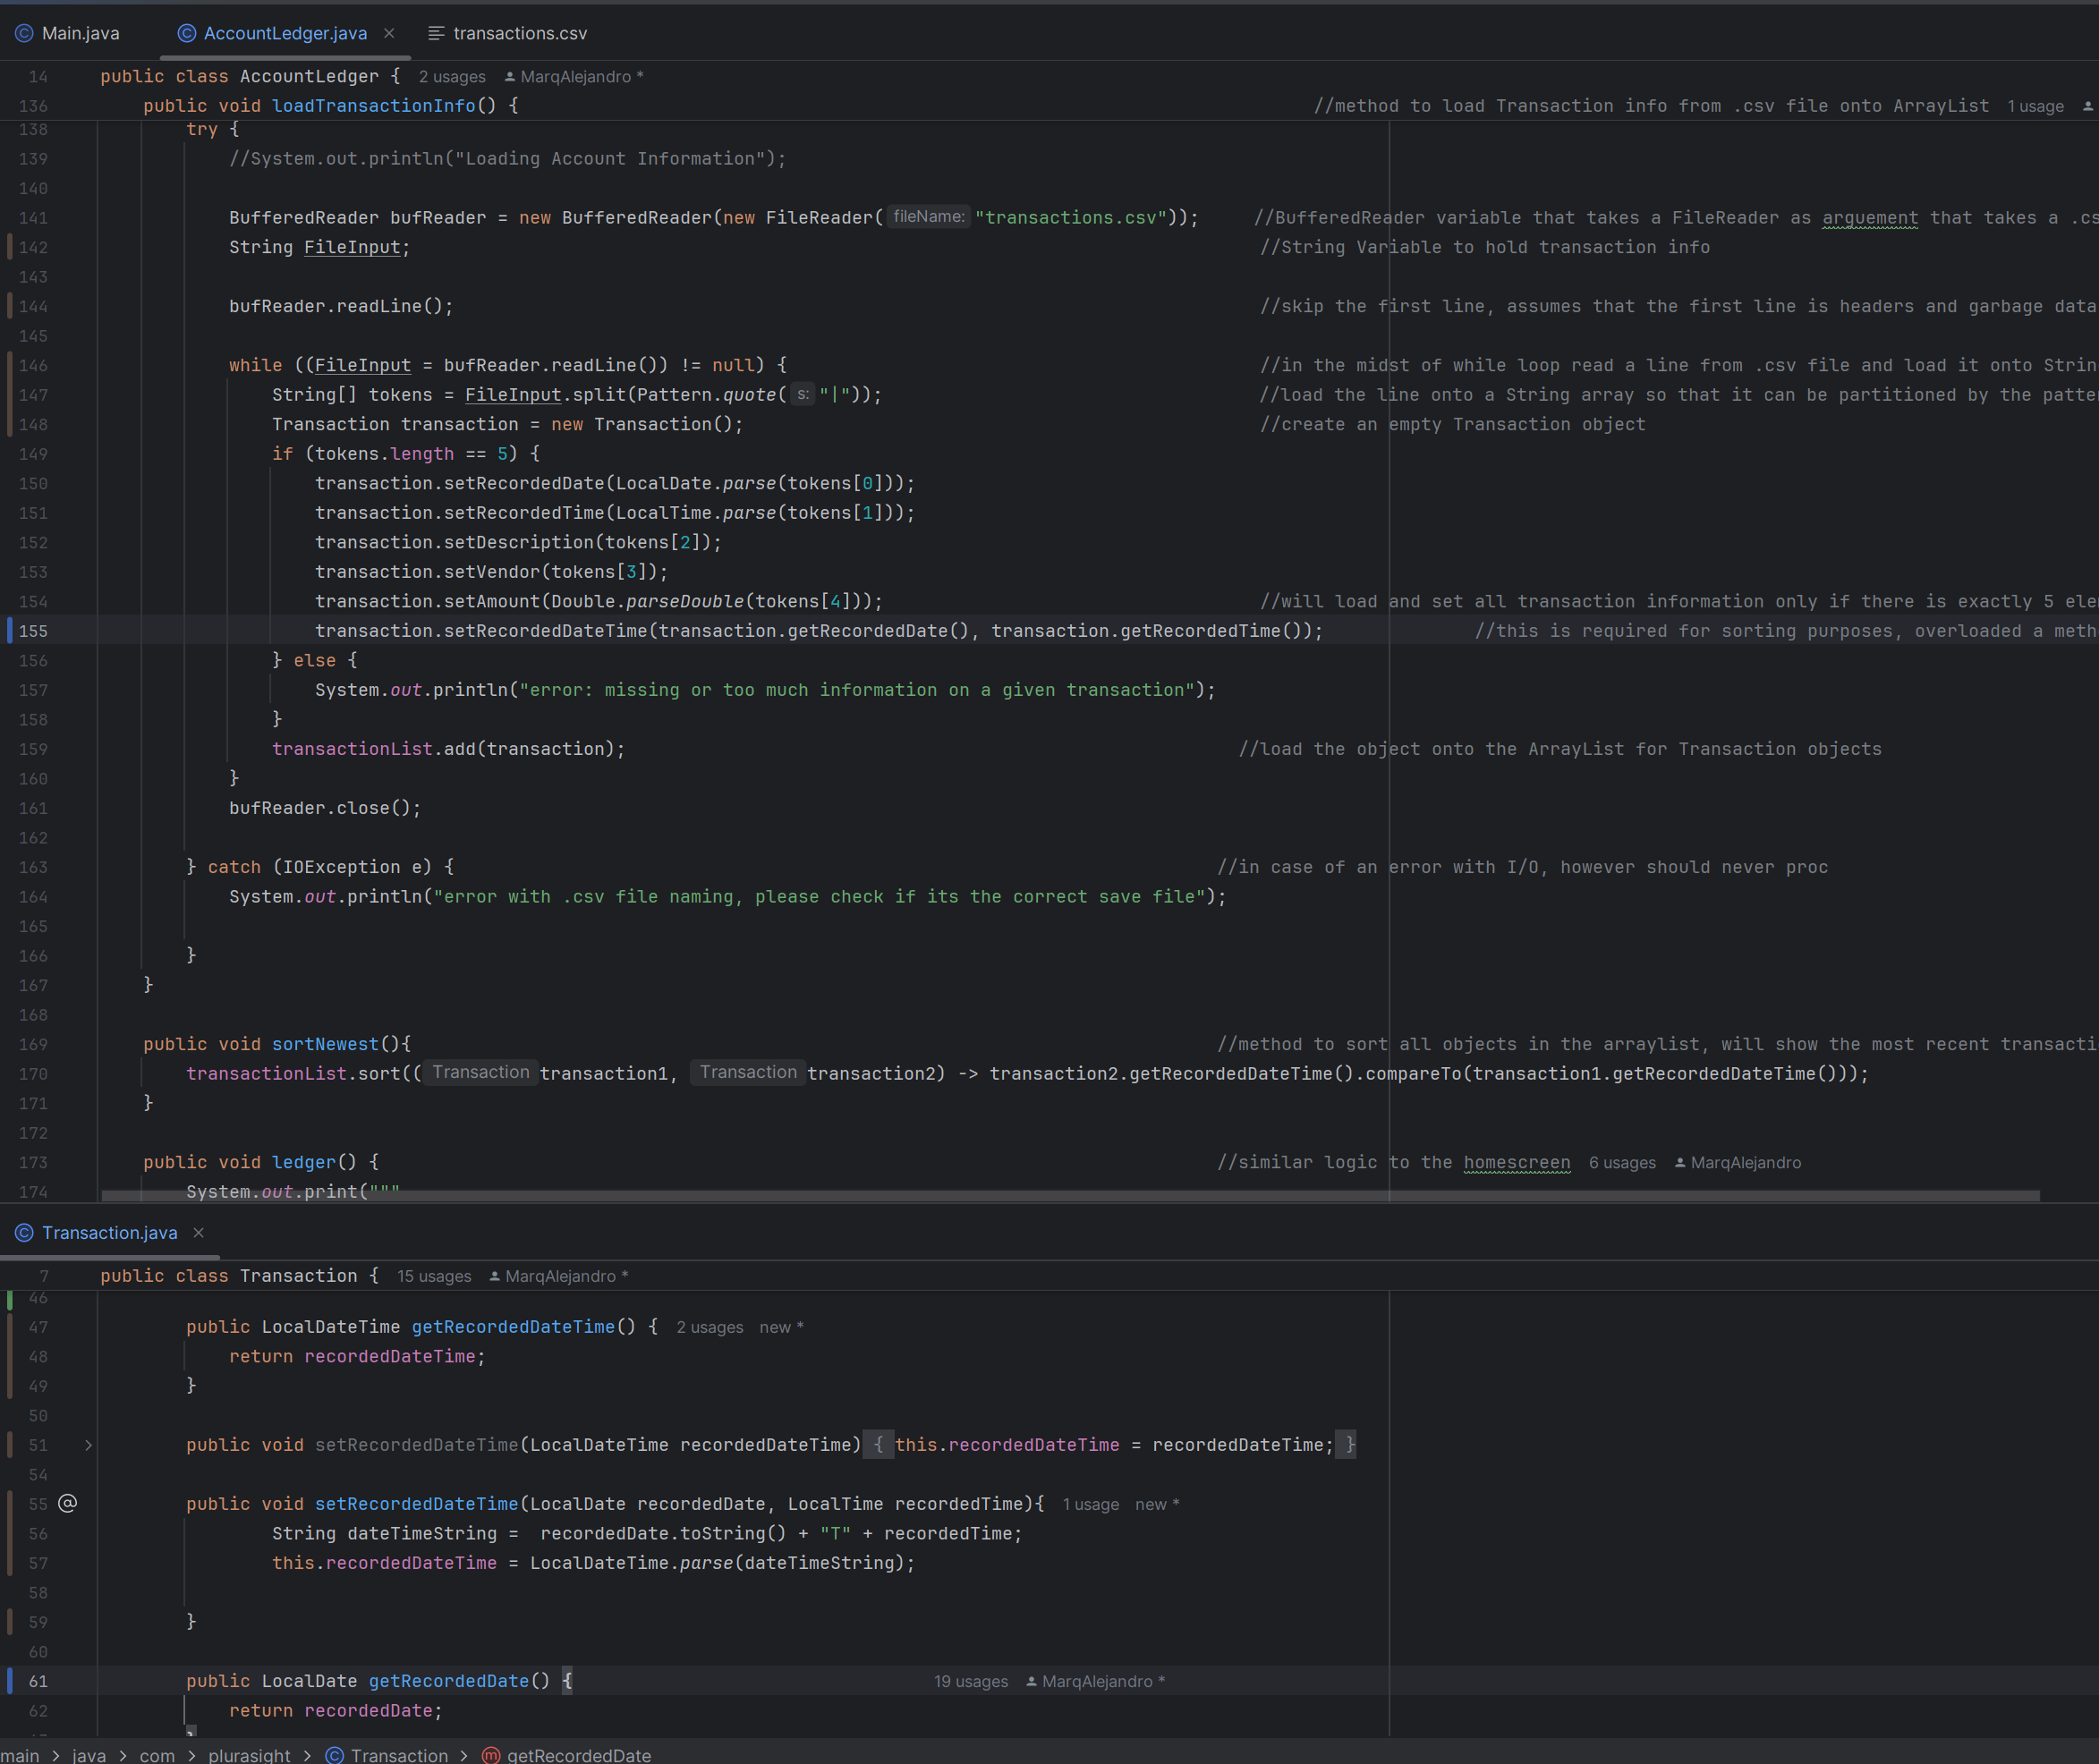 Main.java AccountLedger.java transactions.csv
14 public class AccountLedger { 2 usages MarqAlejandro *
136 public void loadTransactionInfo() { //method to load Transaction info from .csv file onto ArrayList 1 usage
138 try {
139 //System.out.println("Loading Account Information");
140
141 BufferedReader bufReader = new BufferedReader(new FileReader( fileName: "transactions.csv")); //BufferedReader variable that takes a FileReader as arguement that takes a .cs
142 String FileInput; //String Variable to hold transaction info
143
144 bufReader.readLine(); //skip the first line, assumes that the first line is headers and garbage data
145
146 while ((FileInput = bufReader.readLine()) != null) { //in the midst of while loop read a line from .csv file and load it onto Strin
147 String[] tokens = FileInput.split(Pattern.quote( s: "|")); //load the line onto a String array so that it can be partitioned by the patte
148 Transaction transaction = new Transaction(); //create an empty Transaction object
149 if (tokens.length == 5) {
150 transaction.setRecordedDate(LocalDate.parse(tokens[0]));
151 transaction.setRecordedTime(LocalTime.parse(tokens[1]));
152 transaction.setDescription(tokens[2]);
153 transaction.setVendor(tokens[3]);
154 transaction.setAmount(Double.parseDouble(tokens[4])); //will load and set all transaction information only if there is exactly 5 ele
155 transaction.setRecordedDateTime(transaction.getRecordedDate(), transaction.getRecordedTime()); //this is required for sorting purposes, overloaded a meth
156 } else {
157 System.out.println("error: missing or too much information on a given transaction");
158 }
159 transactionList.add(transaction); //load the object onto the ArrayList for Transaction objects
160 }
161 bufReader.close();
162
163 } catch (IOException e) { //in case of an error with I/O, however should never proc
164 System.out.println("error with .csv file naming, please check if its the correct save file");
165
166 }
167 }
168
169 public void sortNewest(){ //method to sort all objects in the arraylist, will show the most recent transacti
170 transactionList.sort(( Transaction transaction1, Transaction transaction2) -> transaction2.getRecordedDateTime().compareTo(transaction1.getRecordedDateTime()));
171 }
172
173 public void ledger() { //similar logic to the homescreen 6 usages MarqAlejandro
174 System.out.print("""
Transaction.java
7 public class Transaction { 15 usages MarqAlejandro *
46
47 public LocalDateTime getRecordedDateTime() { 2 usages new *
48 return recordedDateTime;
49 }
50
51 public void setRecordedDateTime(LocalDateTime recordedDateTime) { this.recordedDateTime = recordedDateTime; }
54
55 public void setRecordedDateTime(LocalDate recordedDate, LocalTime recordedTime){ 1 usage new *
56 String dateTimeString = recordedDate.toString() + "T" + recordedTime;
57 this.recordedDateTime = LocalDateTime.parse(dateTimeString);
58
59 }
60
61 public LocalDate getRecordedDate() { 19 usages MarqAlejandro *
62 return recordedDate;
main > java > com > plurasight > Transaction > getRecordedDate